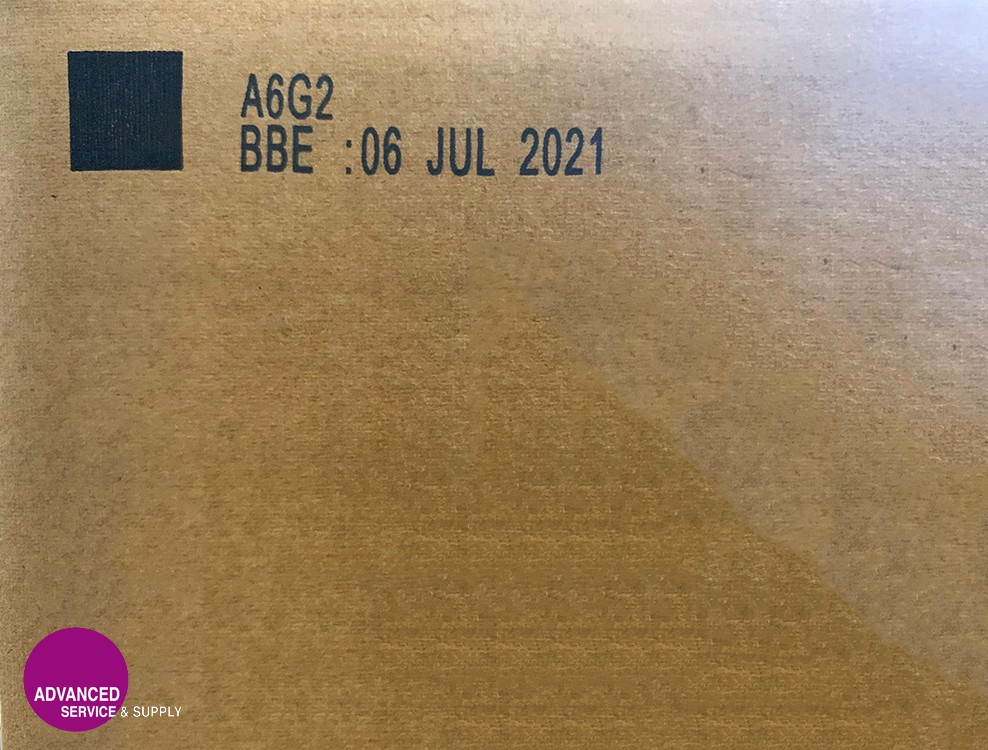 A6G2
BBE :06 JUL 2021
ADVANCED
SERVICE & SUPPLY